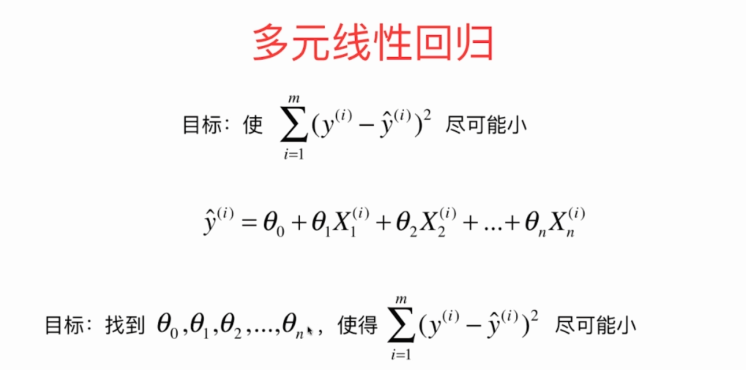 多元线性回归
目标：使 $\sum_{i=1}^{m}(y^{(i)} - \hat{y}^{(i)})^2$ 尽可能小
$\hat{y}^{(i)} = \theta_0 + \theta_1 X_1^{(i)} + \theta_2 X_2^{(i)} + ... + \theta_n X_n^{(i)}$
目标：找到 $\theta_0, \theta_1, \theta_2, ..., \theta_n$，使得 $\sum_{i=1}^{m}(y^{(i)} - \hat{y}^{(i)})^2$ 尽可能小